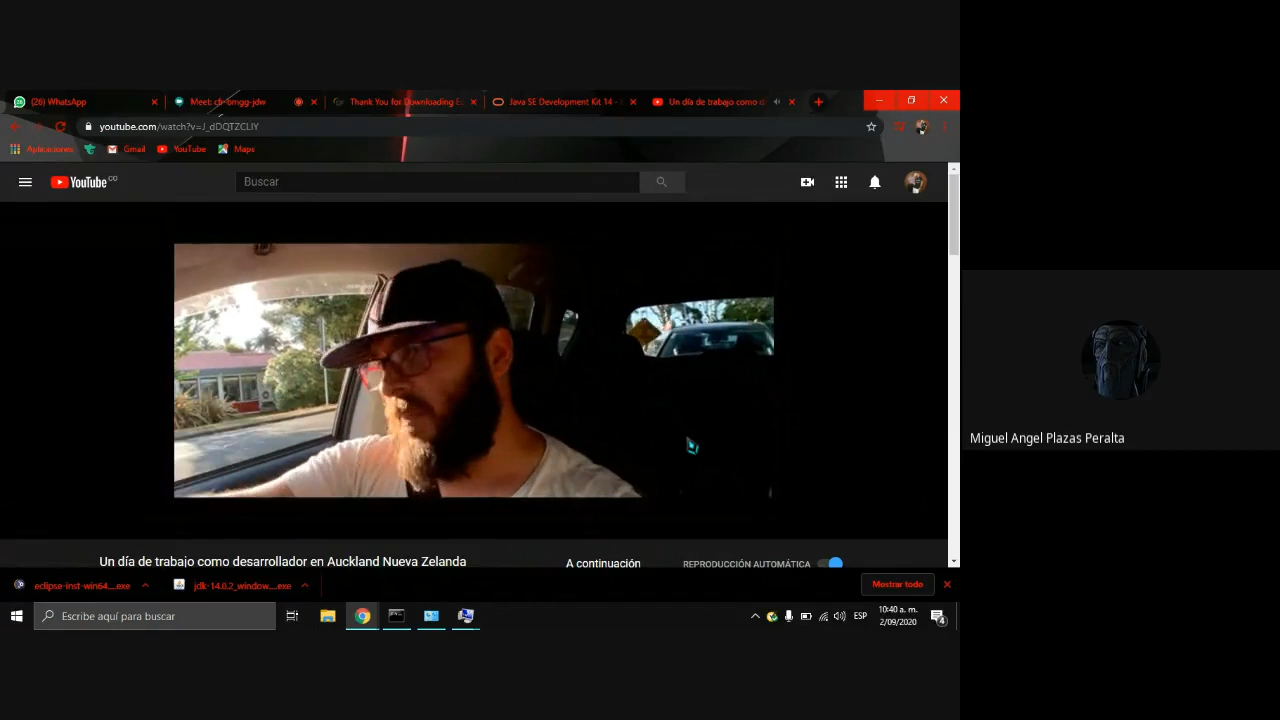 (26) WhatsApp
Meet: cfr-bmgg-jdw
Thank You for Downloading E
Java SE Development Kit 14 -
Un día de trabajo como d
youtube.com/watch?v=J_dDQTZCLIY
Aplicaciones
Gmail
YouTube
Maps
YouTube CO
Buscar
Miguel Angel Plazas Peralta
Un día de trabajo como desarrollador en Auckland Nueva Zelanda
A continuación
REPRODUCCIÓN AUTOMÁTICA
eclipse-inst-win64....exe
jdk-14.0.2_window....exe
Mostrar todo
Escribe aquí para buscar
ESP
10:40 a. m.
2/09/2020
4